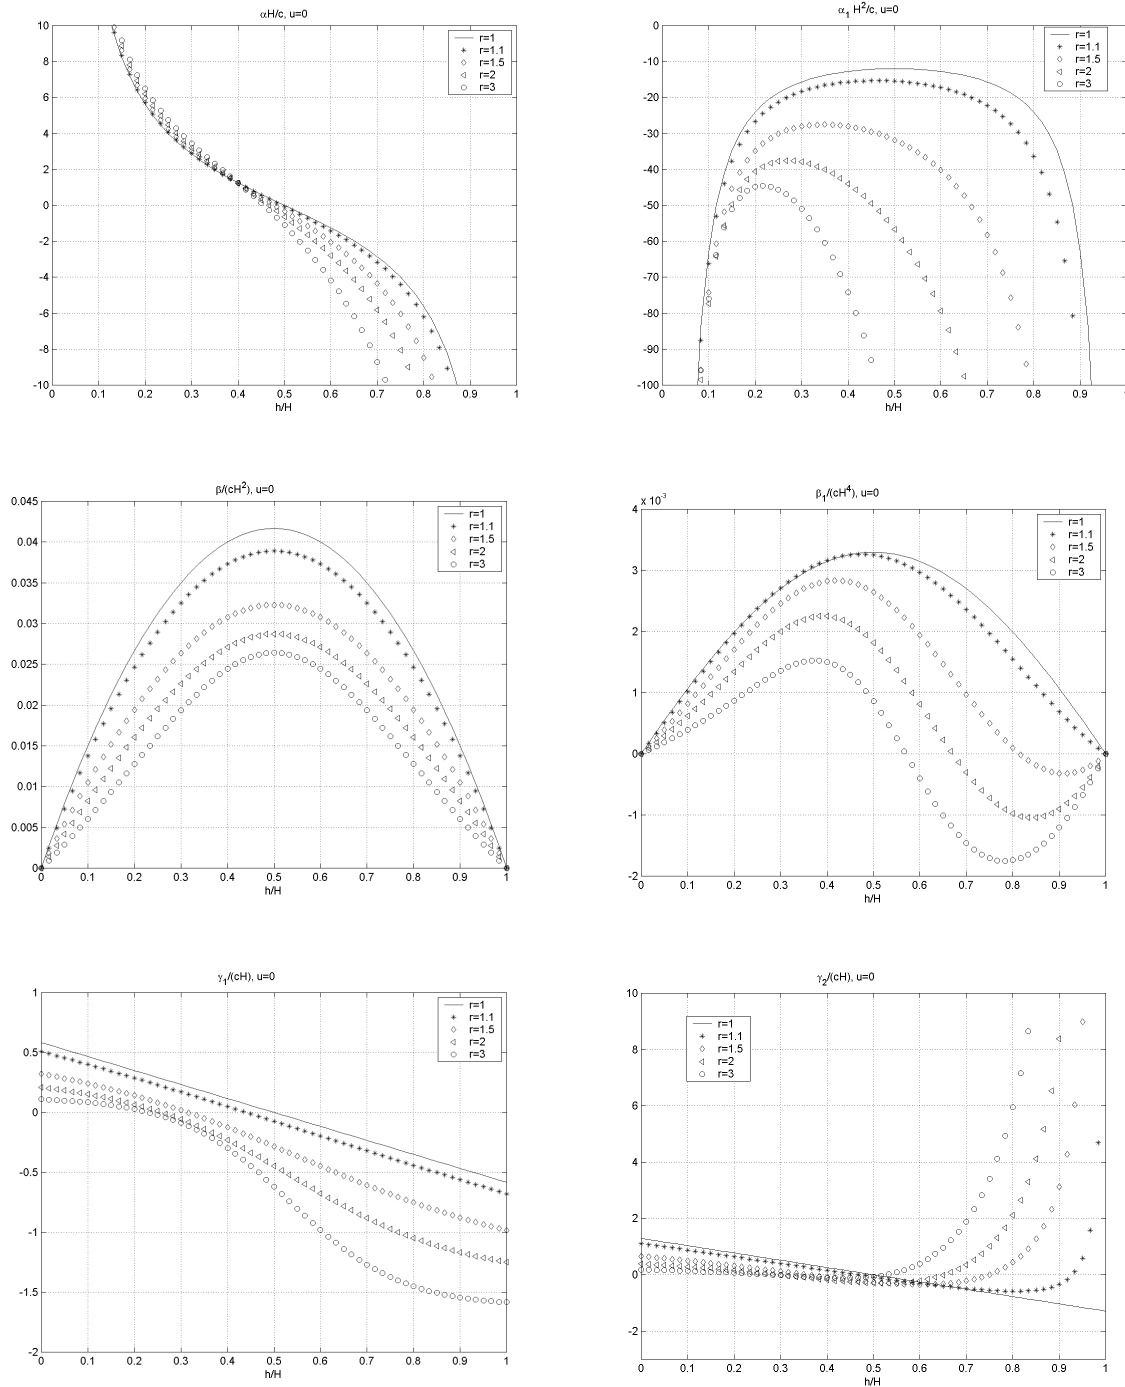 αH/c, u=0
10
8
6
4
2
0
-2
-4
-6
-8
-10
0
0.1
0.2
0.3
0.4
0.5
0.6
0.7
0.8
0.9
1
h/H
r=1
r=1.1
r=1.5
r=2
r=3
α₁ H²/c, u=0
0
-10
-20
-30
-40
-50
-60
-70
-80
-90
-100
0
0.1
0.2
0.3
0.4
0.5
0.6
0.7
0.8
0.9
1
h/H
r=1
r=1.1
r=1.5
r=2
r=3
β/(cH²), u=0
0.045
0.04
0.035
0.03
0.025
0.02
0.015
0.01
0.005
0
0
0.1
0.2
0.3
0.4
0.5
0.6
0.7
0.8
0.9
1
h/H
r=1
r=1.1
r=1.5
r=2
r=3
β₁/(cH⁴), u=0
x 10⁻³
4
3
2
1
0
-1
-2
0
0.1
0.2
0.3
0.4
0.5
0.6
0.7
0.8
0.9
1
h/H
r=1
r=1.1
r=1.5
r=2
r=3
γ₁/(cH), u=0
1
0.5
0
-0.5
-1
-1.5
-2
0
0.1
0.2
0.3
0.4
0.5
0.6
0.7
0.8
0.9
1
h/H
r=1
r=1.1
r=1.5
r=2
r=3
γ₂/(cH), u=0
10
8
6
4
2
0
-2
0
0.1
0.2
0.3
0.4
0.5
0.6
0.7
0.8
0.9
1
h/H
r=1
r=1.1
r=1.5
r=2
r=3